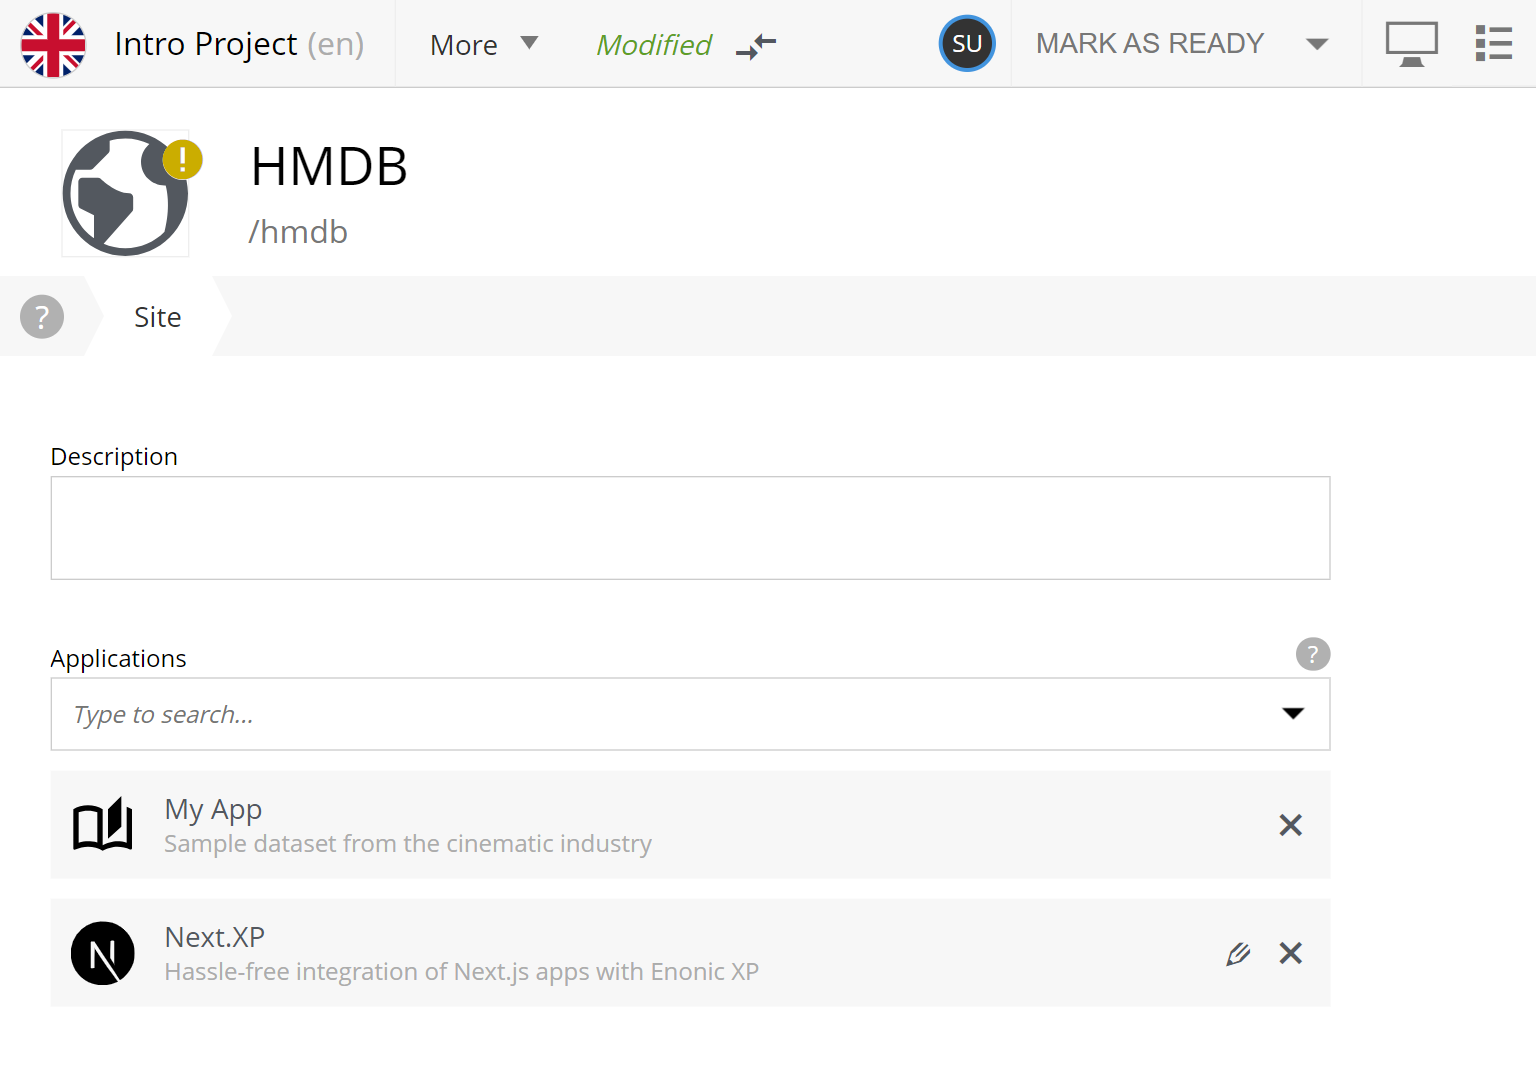 Intro Project (en)
More
Modified
SU
MARK AS READY
!
HMDB
/hmdb
?
Site
Description
Applications
?
Type to search...
My App
Sample dataset from the cinematic industry
N
Next.XP
Hassle-free integration of Next.js apps with Enonic XP